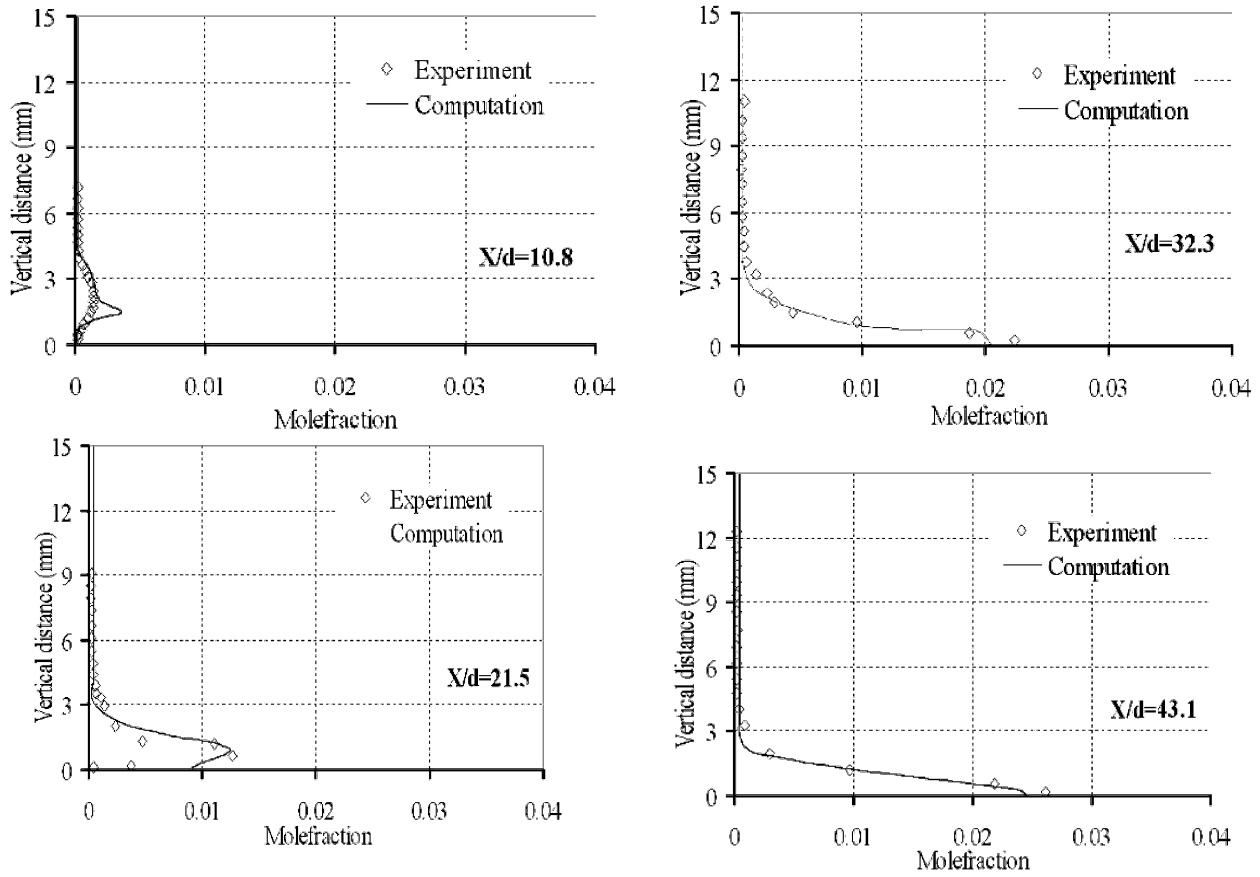 15
12
9
6
3
0
Vertical distance (mm)
Experiment
Computation
X/d=10.8
0 0.01 0.02 0.03 0.04
Molefraction
15
12
9
6
3
0
Vertical distance (mm)
Experiment
Computation
X/d=32.3
0 0.01 0.02 0.03 0.04
Molefraction
15
12
9
6
3
0
Vertical distance (mm)
Experiment
Computation
X/d=21.5
0 0.01 0.02 0.03 0.04
Molefraction
15
12
9
6
3
0
Vertical distance (mm)
Experiment
Computation
X/d=43.1
0 0.01 0.02 0.03 0.04
Molefraction